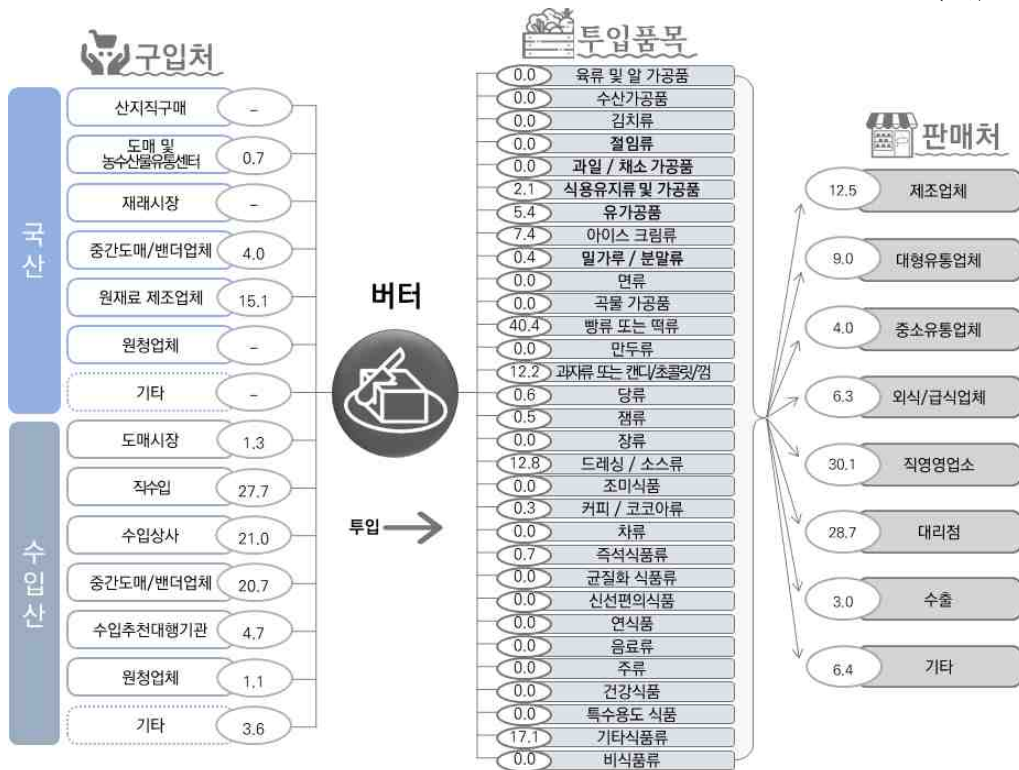 구입처
국산
산지직구매 -
도매 및
농수산물유통센터 0.7
재래시장 -
중간도매/밴더업체 4.0
원재료 제조업체 15.1
원청업체 -
기타 -
수입산
도매시장 1.3
직수입 27.7
수입상사 21.0
중간도매/밴더업체 20.7
수입추천대행기관 4.7
원청업체 1.1
기타 3.6
버터
투입
투입품목
0.0 육류 및 알 가공품
0.0 수산가공품
0.0 김치류
0.0 절임류
0.0 과일 / 채소 가공품
2.1 식용유지류 및 가공품
5.4 유가공품
7.4 아이스 크림류
0.4 밀가루 / 분말류
0.0 면류
0.0 곡물 가공품
40.4 빵류 또는 떡류
0.0 만두류
12.2 과자류 또는 캔디/초콜릿/껌
0.6 당류
0.5 잼류
0.0 장류
12.8 드레싱 / 소스류
0.0 조미식품
0.3 커피 / 코코아류
0.0 차류
0.7 즉석식품류
0.0 균질화 식품류
0.0 신선편의식품
0.0 연식품
0.0 음료류
0.0 주류
0.0 건강식품
0.0 특수용도 식품
17.1 기타식품류
0.0 비식품류
판매처
12.5 제조업체
9.0 대형유통업체
4.0 중소유통업체
6.3 외식/급식업체
30.1 직영영업소
28.7 대리점
3.0 수출
6.4 기타